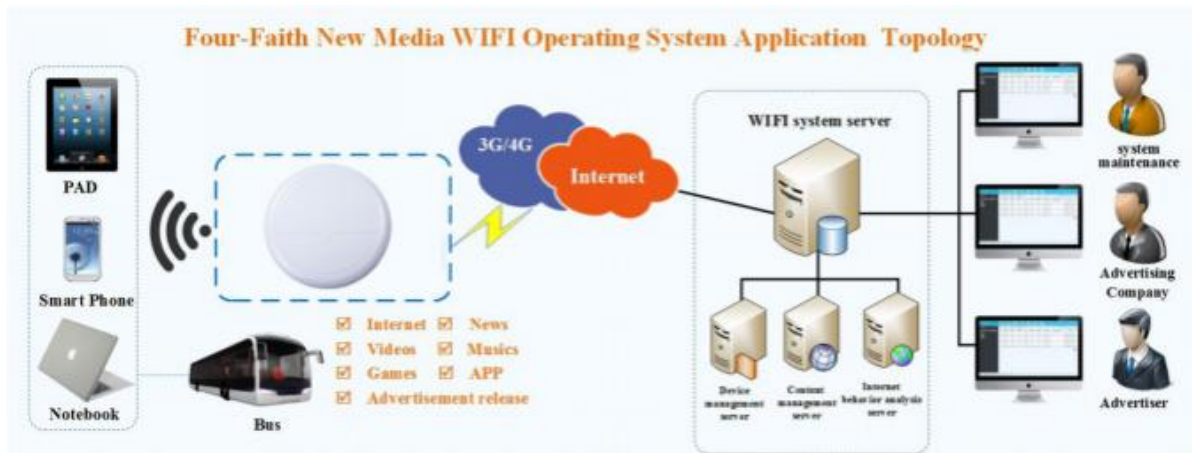 Four-Faith New Media WIFI Operating System Application Topology
PAD
Smart Phone
Notebook
Bus
Internet
News
Videos
Musics
Games
APP
Advertisement release
3G/4G
Internet
WIFI system server
Device
management
server
Content
management
server
Internet
behavior analysis
server
system
maintenance
Advertising
Company
Advertiser